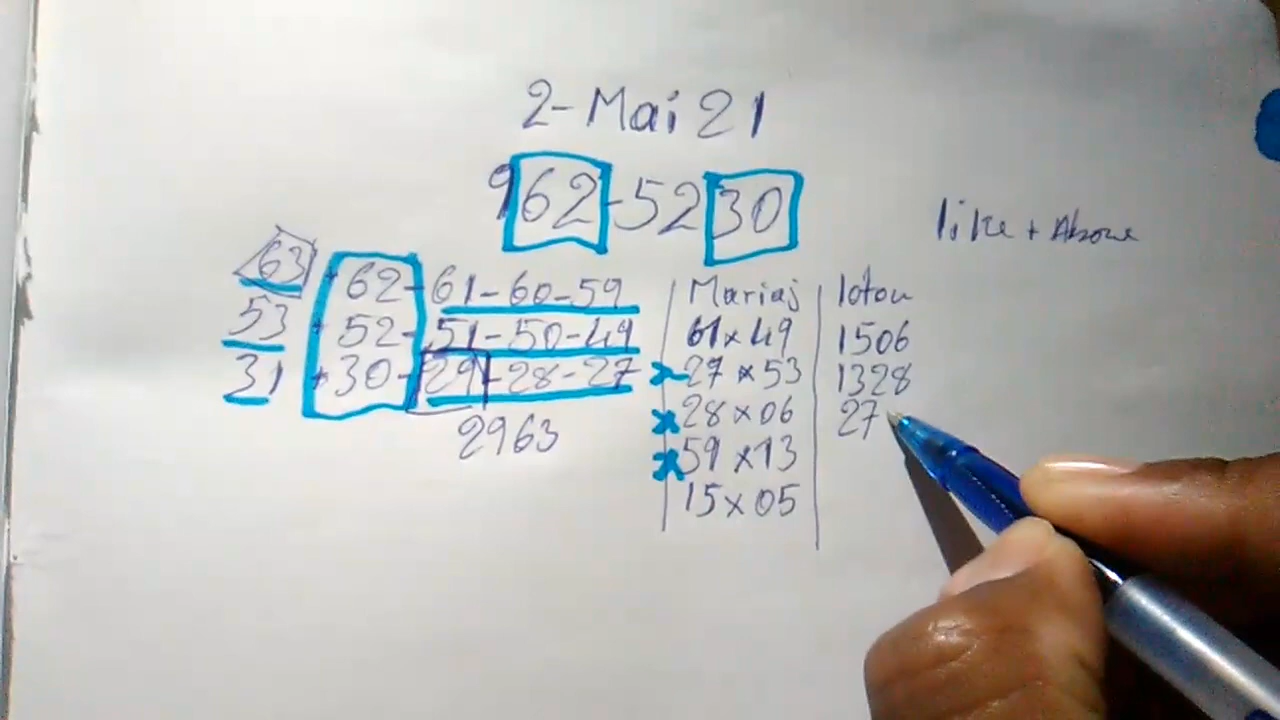 2-Mai 21
962-5230
like + Abone
63 + 62-61-60-59
53 + 52-51-50-49
31 + 30-29-28-27
2963
Mariaj
61x49
27x53
28x06
59x13
15x05
lotou
1506
1328
27